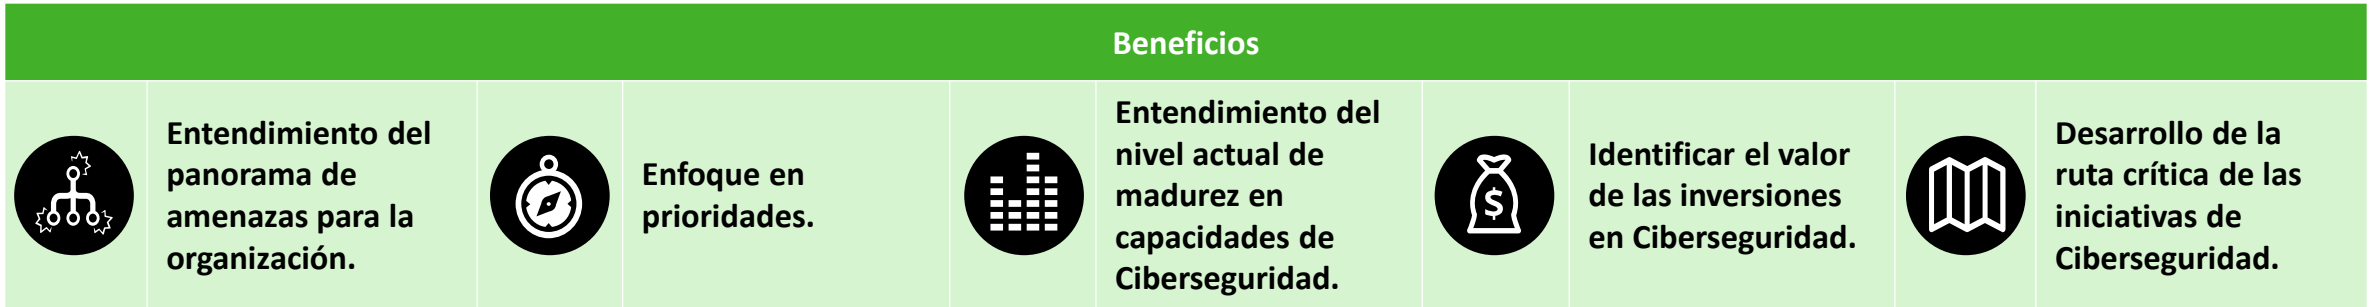 Beneficios
Entendimiento del
panorama de
amenazas para la
organización.
Enfoque en
prioridades.
Entendimiento del
nivel actual de
madurez en
capacidades de
Ciberseguridad.
$
Identificar el valor
de las inversiones
en Ciberseguridad.
Desarrollo de la
ruta crítica de las
iniciativas de
Ciberseguridad.